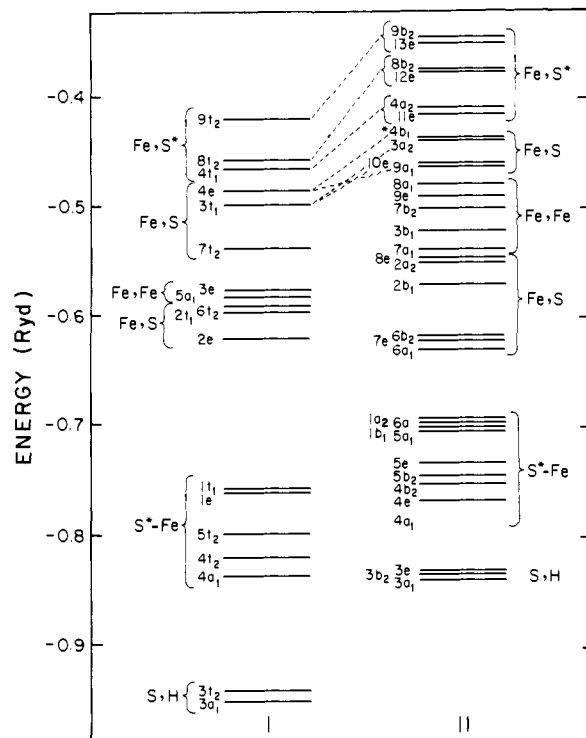 ENERGY (Ryd)
-0.4
-0.5
-0.6
-0.7
-0.8
-0.9
Fe,S*
9t₂
8t₂
4t₁
Fe,S
4e
3t₁
7t₂
Fe,Fe
3e
5a₁
Fe,S
2t₁ 6t₂
2e
S*-Fe
1t₁
1e
5t₂
4t₂
4a₁
S,H
3t₂
3a₁
I
9b₂
13e
8b₂
12e
Fe,S*
4a₂
11e
*4b₁
3a₂
Fe,S
10e
9a₁
8a₁
9e
Fe,Fe
7b₂
3b₁
7a₁
8e
2a₂
2b₁
Fe,S
6b₂
7e
6a₁
1a₂ 6a
1b₁ 5a₁
5e
S*-Fe
5b₂
4b₂
4e
4a₁
3e
3b₂
S,H
3a₁
II